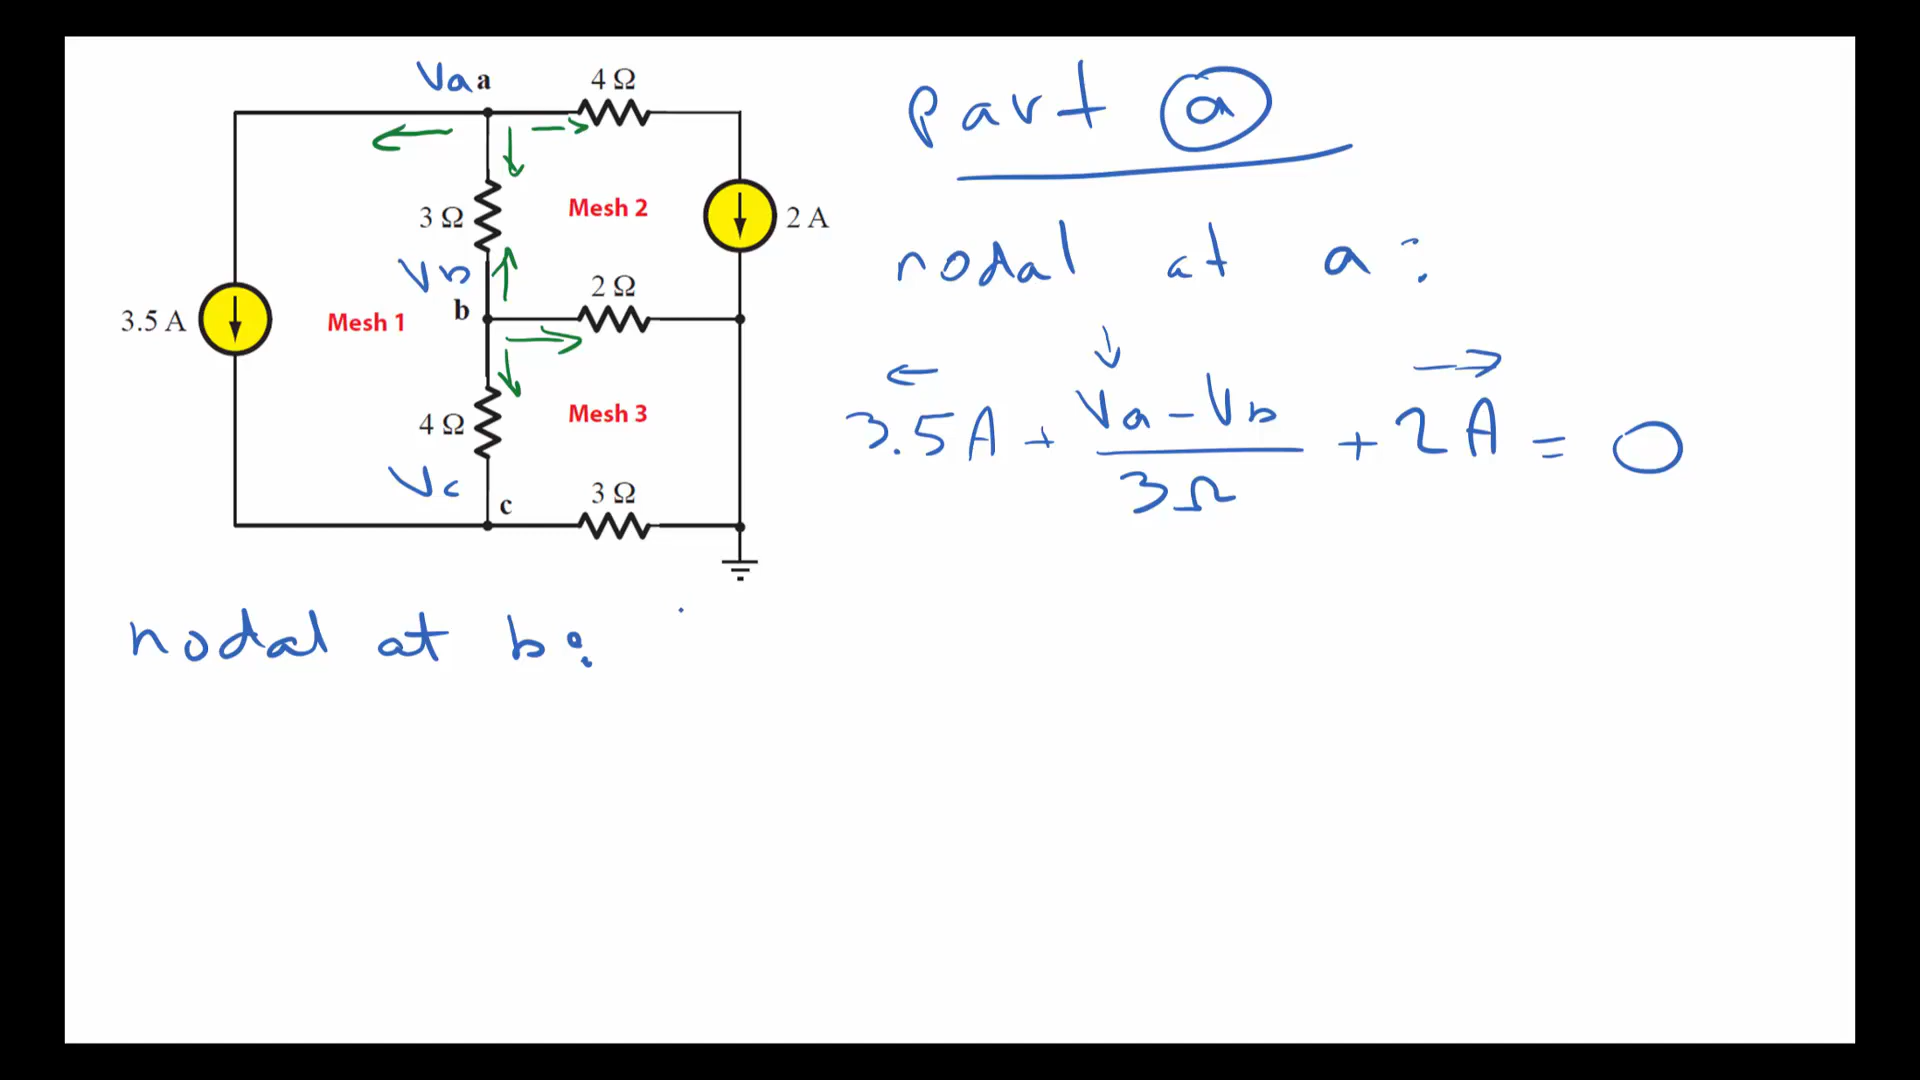 Va a
4 Ω
part a
3 Ω
Mesh 2
2 A
nodal at a:
Vb
2 Ω
b
3.5 A
Mesh 1
4 Ω
Mesh 3
3.5A + Va - Vb / 3Ω + 2A = 0
Vc
c
3 Ω
nodal at b: